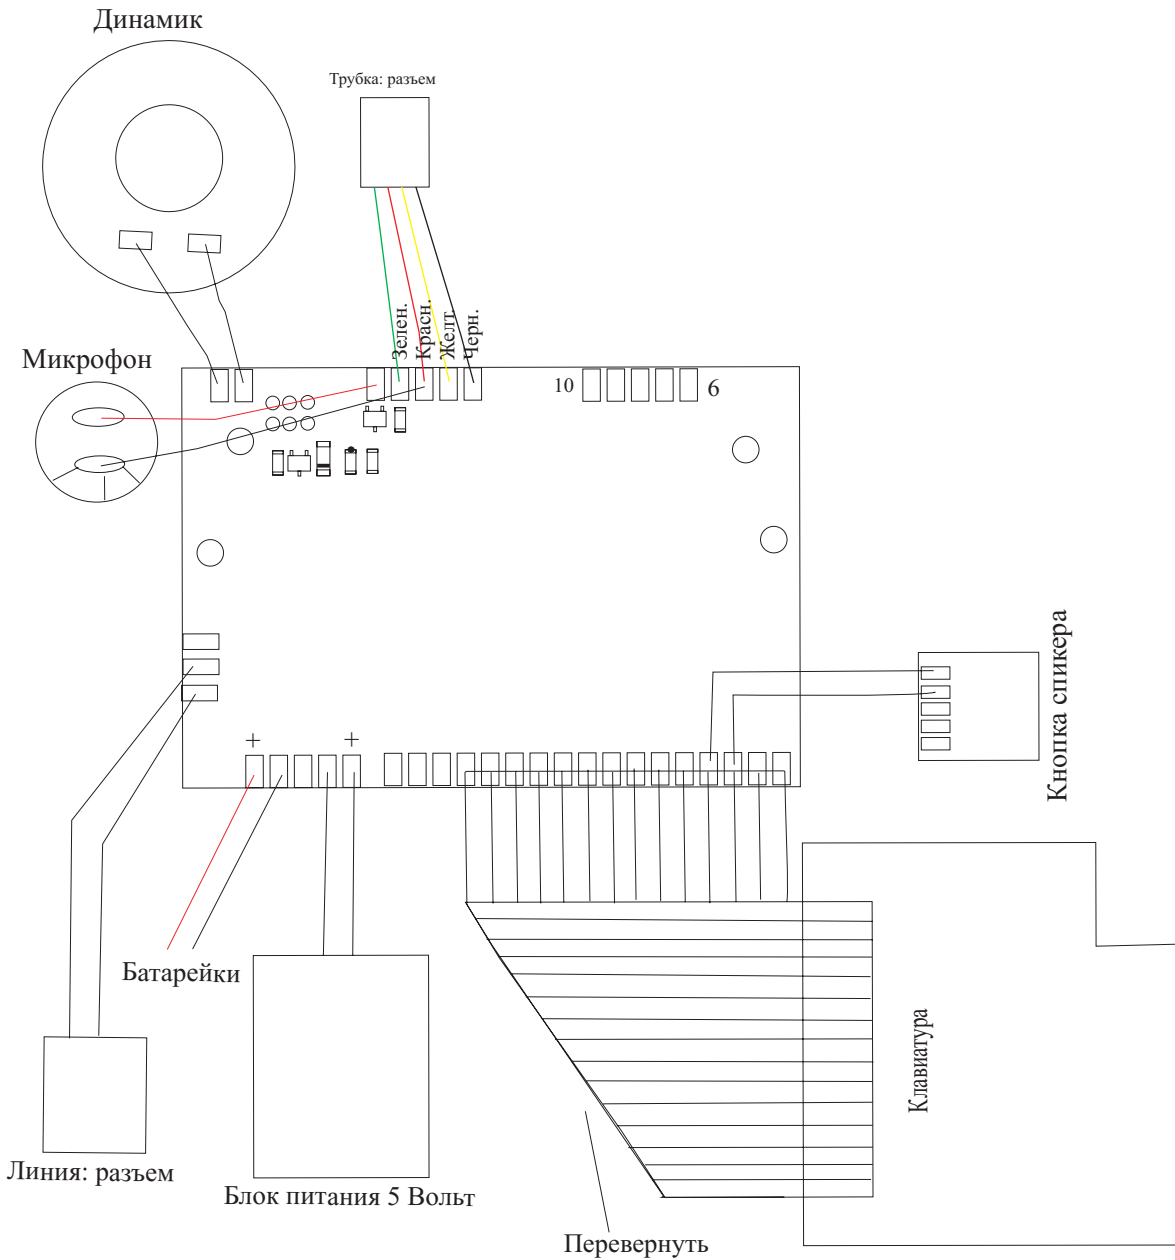 Динамик
Трубка: разъем
Зелен.
Красн.
Желт.
Черн.
Микрофон
10
6
Кнопка спикера
+
+
Батарейки
Клавиатура
Линия: разъем
Блок питания 5 Вольт
Перевернуть